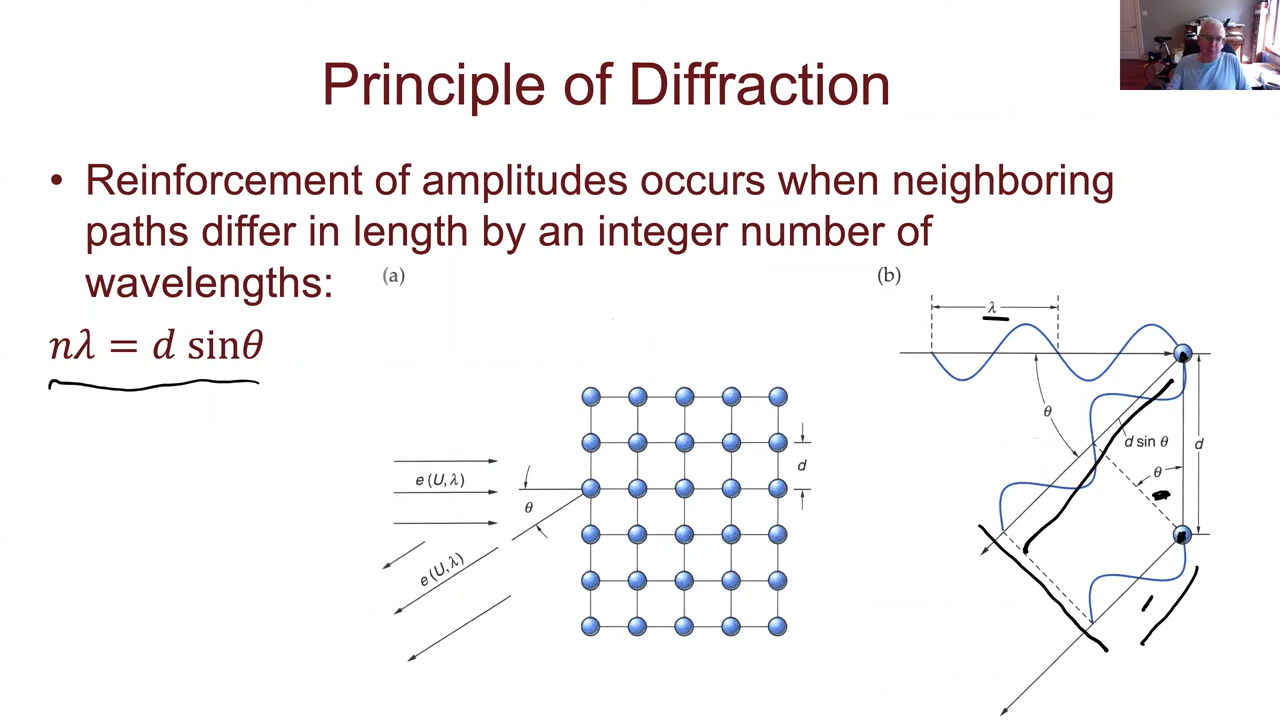 Principle of Diffraction
• Reinforcement of amplitudes occurs when neighboring
paths differ in length by an integer number of
wavelengths:
nλ = d sinθ
(a)
d
e (U,λ)
θ
e (U,λ)
(b)
λ
θ
d sin θ
d
θ